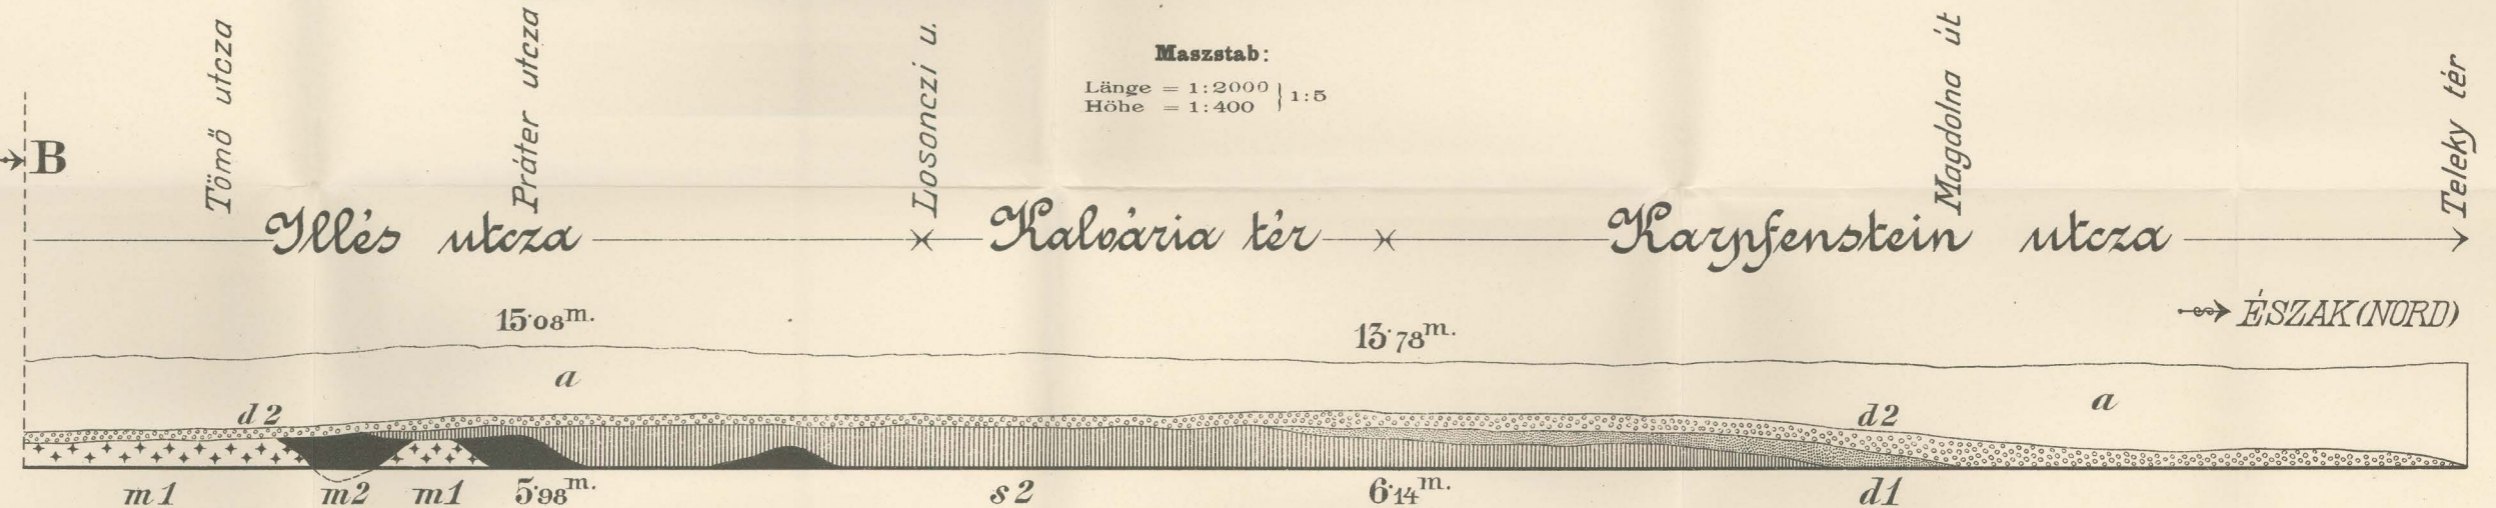 Tömő utcza
Práter utcza
Losonczi u.
Magdolna út
Teleky tér
Maszstab:
Länge = 1:2000
Höhe = 1:400
1:5
B
Illés utcza
Kalvária tér
Karpfenstein utcza
ÉSZAK (NORD)
15·08m.
13·78m.
a
a
d2
d2
m1
m2
m1
5·98m.
s2
6·14m.
d1